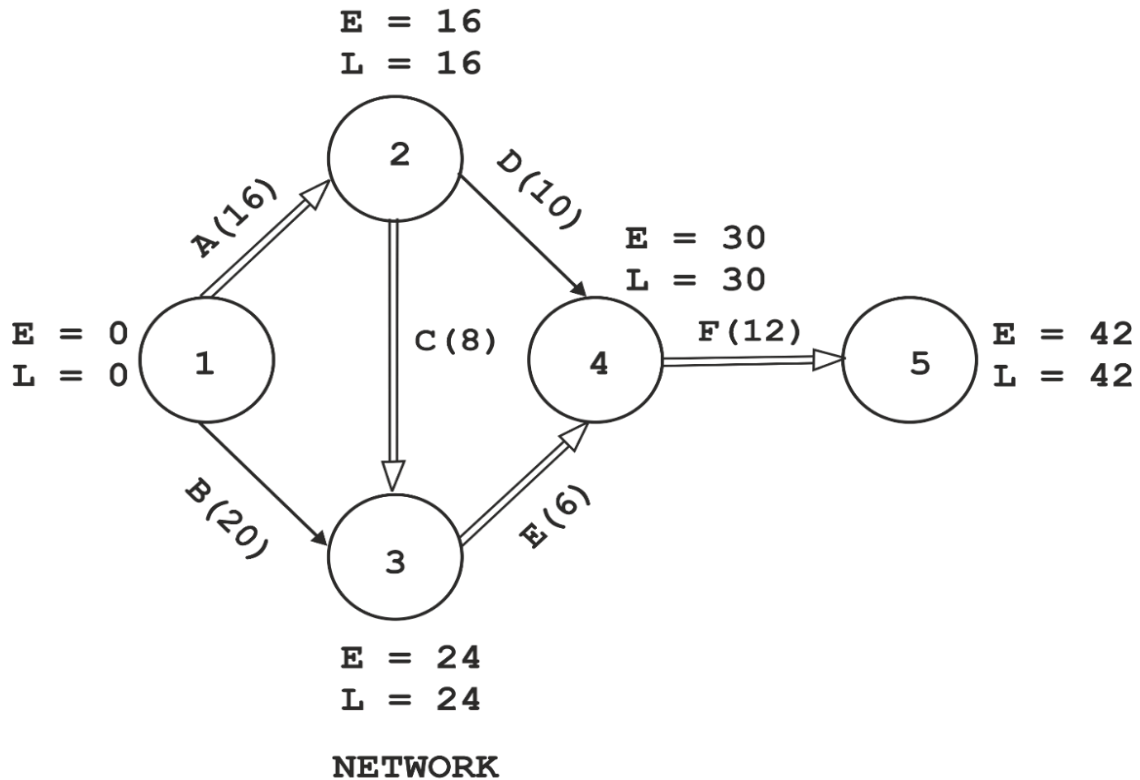 E = 16
L = 16
2
A(16)
D(10)
E = 30
L = 30
E = 0
L = 0
1
C(8)
4
F(12)
5
E = 42
L = 42
B(20)
E(6)
3
E = 24
L = 24
NETWORK